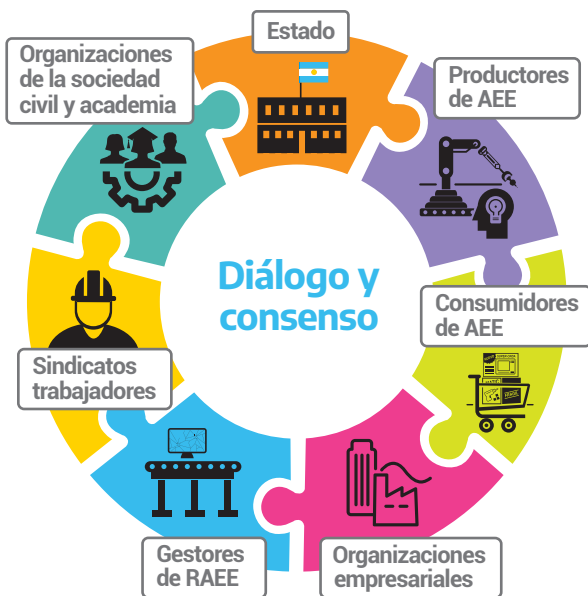 Estado
Productores
de AEE
Consumidores
de AEE
Organizaciones
empresariales
Gestores
de RAEE
Sindicatos
trabajadores
Organizaciones
de la sociedad
civil y academia
Diálogo y
consenso